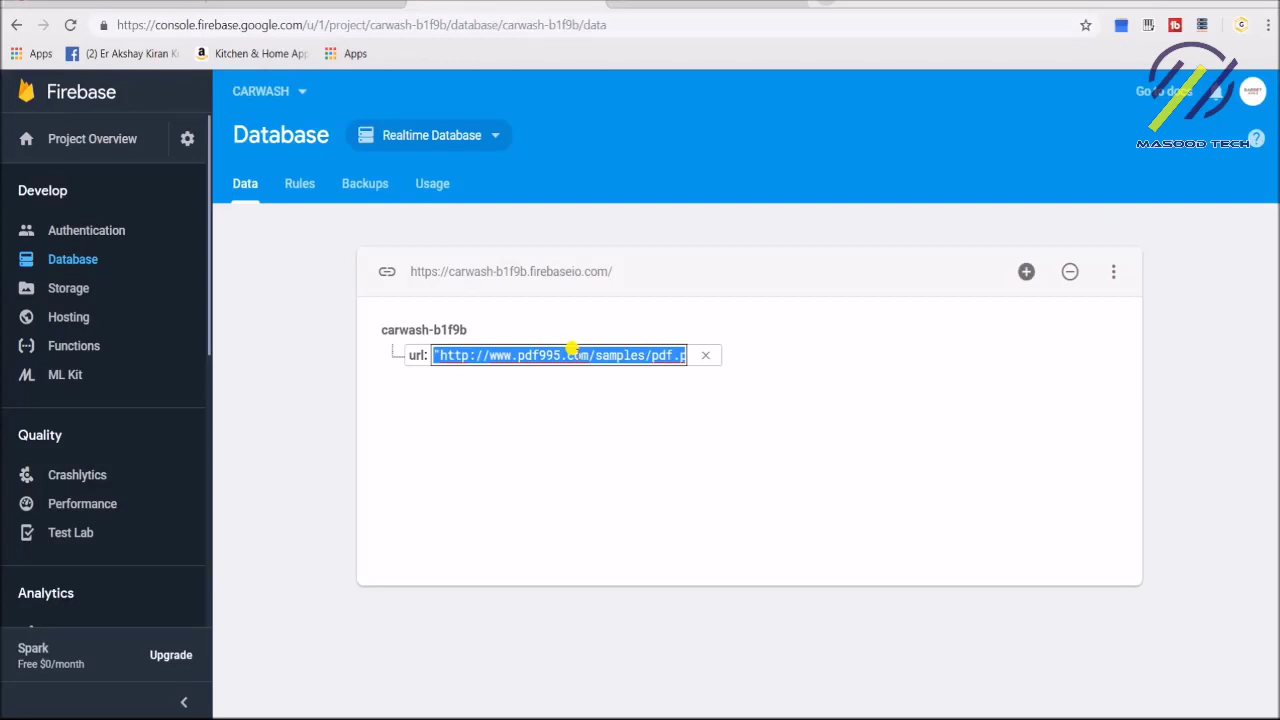 https://console.firebase.google.com/u/1/project/carwash-b1f9b/database/carwash-b1f9b/data
Apps
(2) Er Akshay Kiran K
Kitchen & Home App
Apps
Firebase
CARWASH
Go to docs
MASOOD TECH
Project Overview
Database
Realtime Database
Data
Rules
Backups
Usage
Develop
Authentication
Database
Storage
Hosting
Functions
ML Kit
https://carwash-b1f9b.firebaseio.com/
carwash-b1f9b
url: "http://www.pdf995.com/samples/pdf.p
Quality
Crashlytics
Performance
Test Lab
Analytics
Spark
Free $0/month
Upgrade